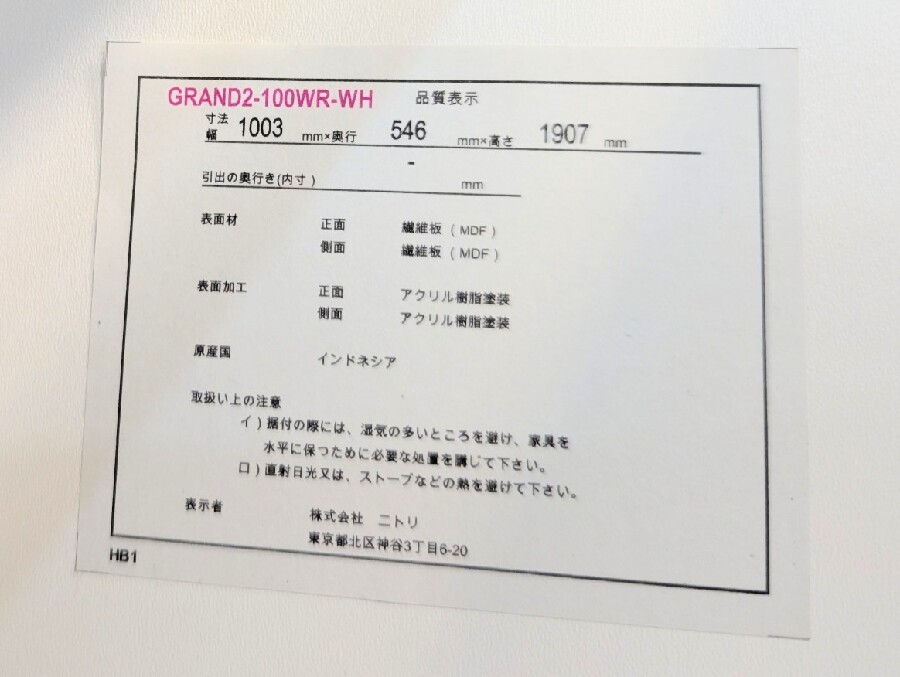 GRAND2-100WR-WH 品質表示
寸法
幅 1003 mm×奥行 546 mm×高さ 1907 mm
-
引出の奥行き(内寸) mm
表面材 正面 繊維板(MDF)
側面 繊維板(MDF)
表面加工 正面 アクリル樹脂塗装
側面 アクリル樹脂塗装
原産国 インドネシア
取扱い上の注意
イ)据付の際には、湿気の多いところを避け、家具を
水平に保つために必要な処置を講じて下さい。
ロ)直射日光又は、ストーブなどの熱を避けて下さい。
表示者 株式会社 ニトリ
東京都北区神谷3丁目6-20
HB1